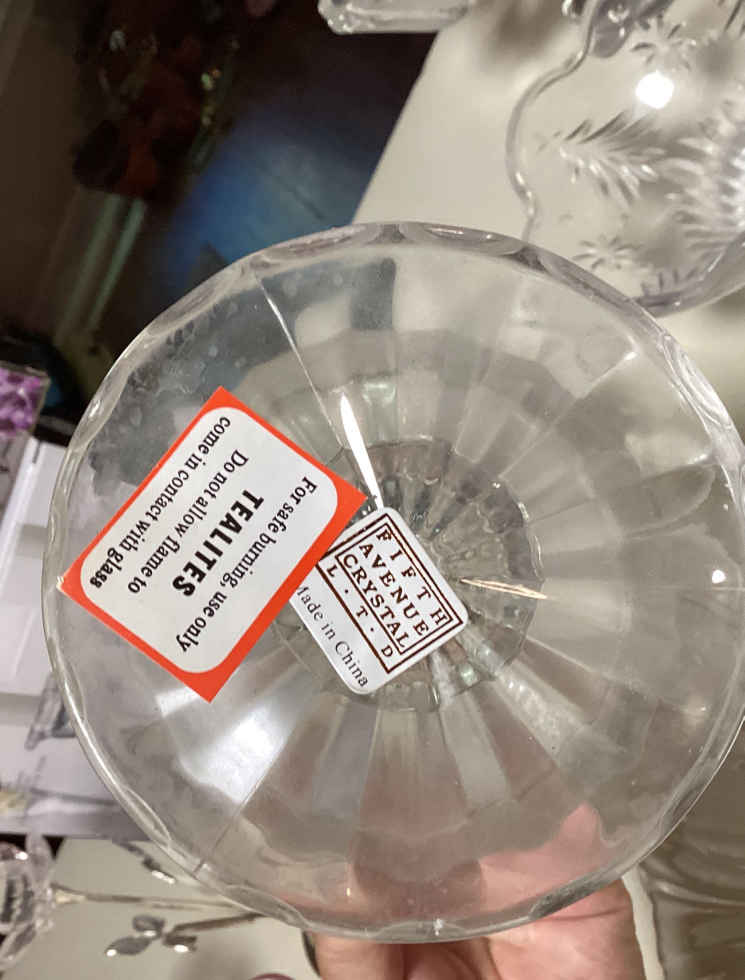 For safe burning, use only
TEALITES
Do not allow flame to
come in contact with glass
FIFTH
AVENUE
CRYSTAL
L·T·D
Made in China